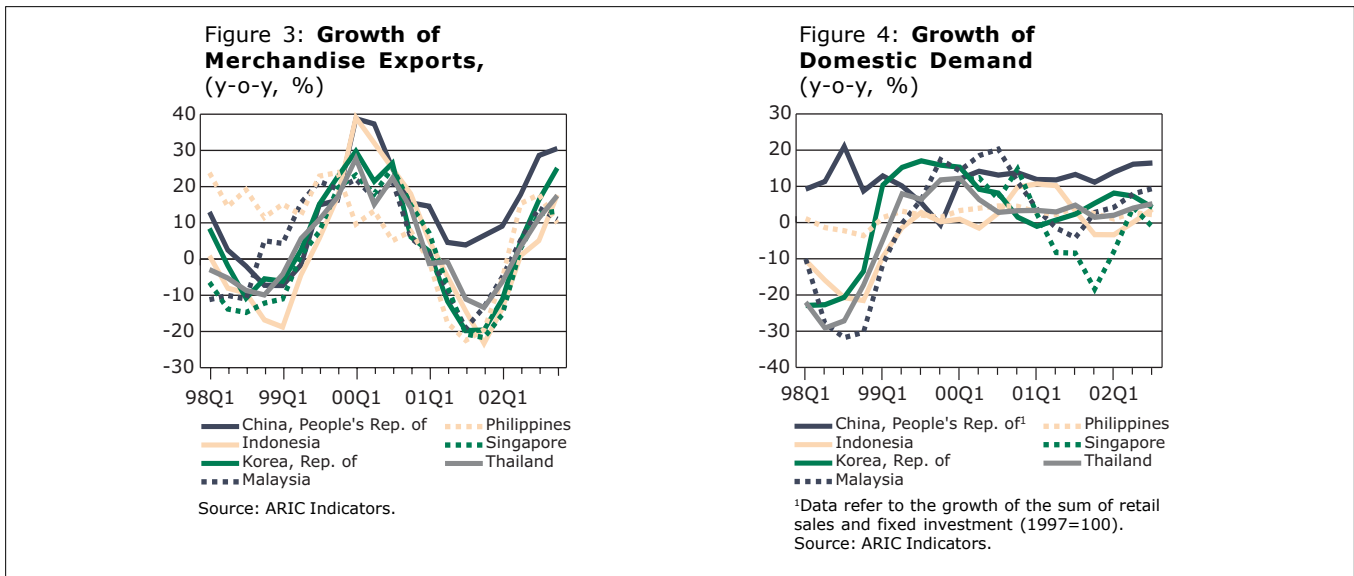 Figure 3: Growth of
Merchandise Exports,
(y-o-y, %)
40
30
20
10
0
-10
-20
-30
98Q1 99Q1 00Q1 01Q1 02Q1
China, People's Rep. of Philippines
Indonesia Singapore
Korea, Rep. of Thailand
Malaysia
Source: ARIC Indicators.
Figure 4: Growth of
Domestic Demand
(y-o-y, %)
30
20
10
0
-10
-20
-30
-40
98Q1 99Q1 00Q1 01Q1 02Q1
China, People's Rep. of¹ Philippines
Indonesia Singapore
Korea, Rep. of Thailand
Malaysia
¹Data refer to the growth of the sum of retail
sales and fixed investment (1997=100).
Source: ARIC Indicators.